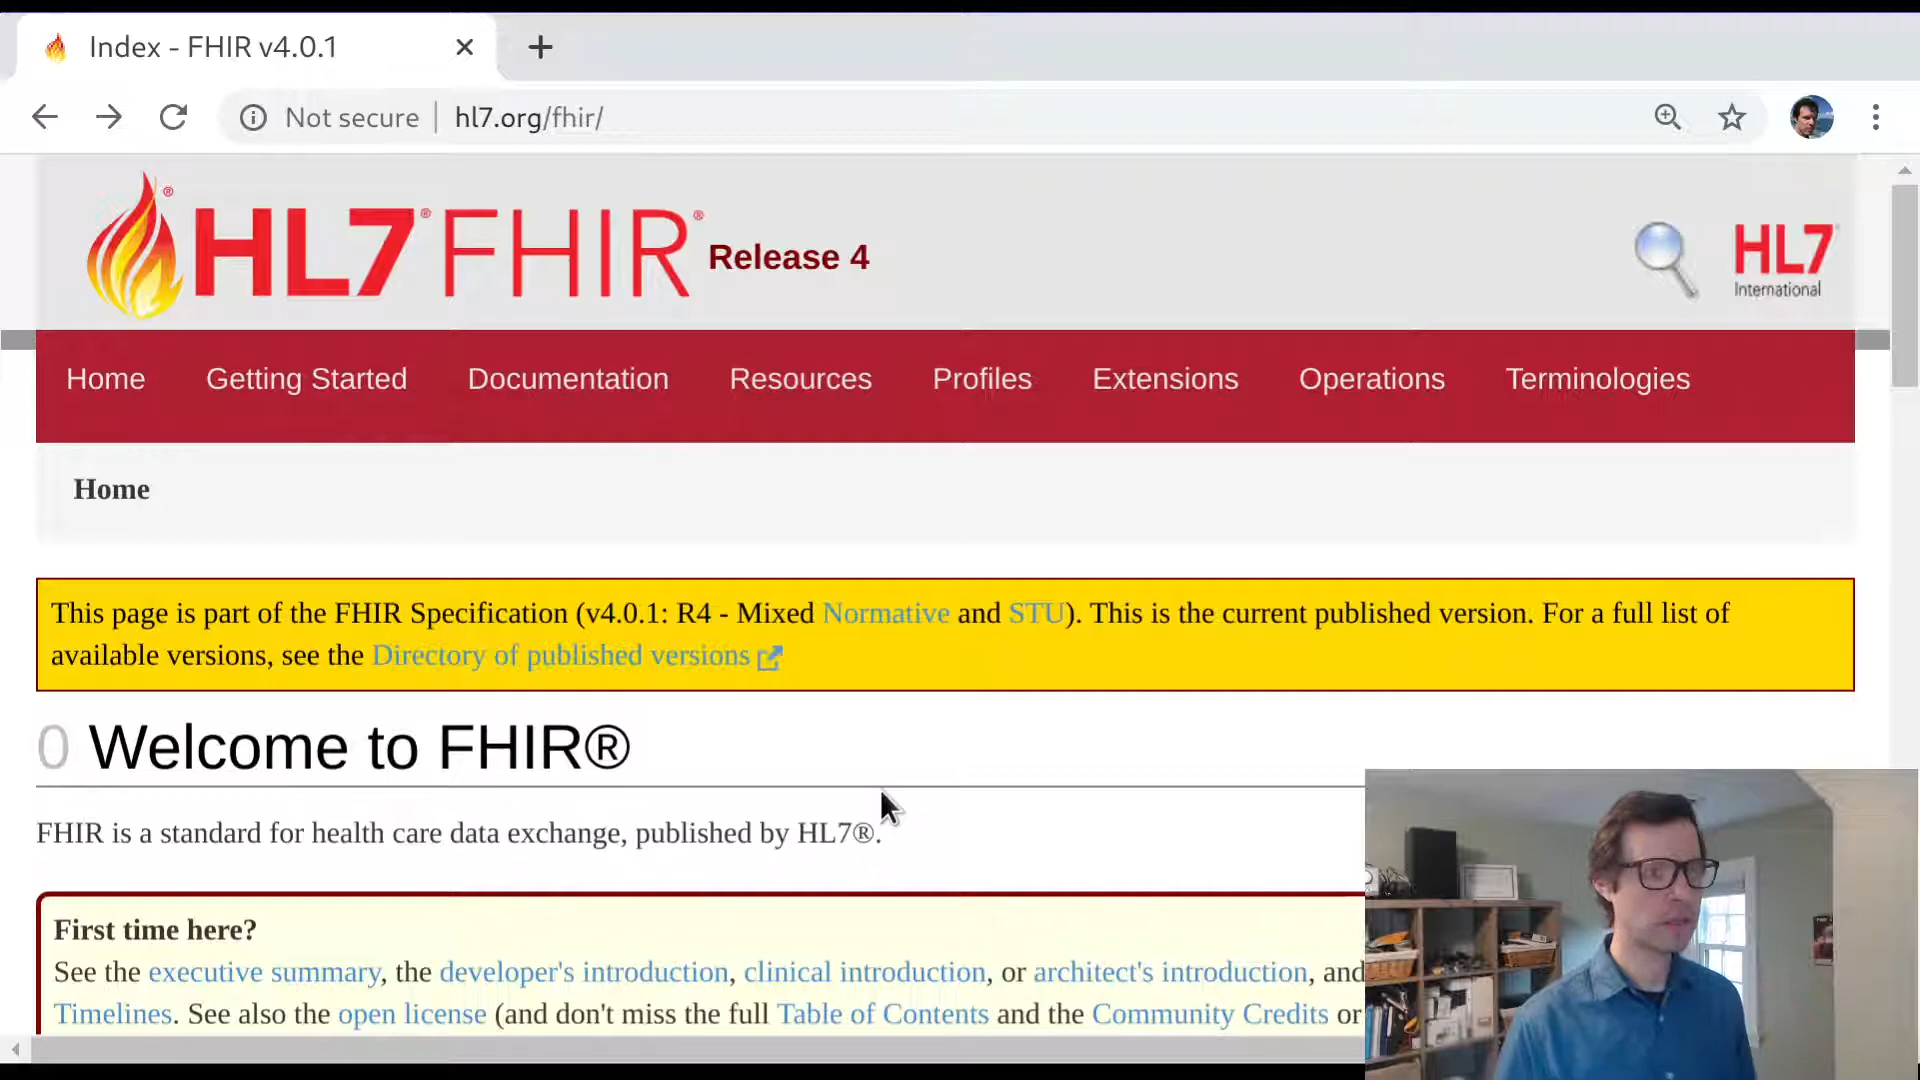 Index - FHIR v4.0.1
Not secure | hl7.org/fhir/
HL7® FHIR® Release 4
HL7 International
Home Getting Started Documentation Resources Profiles Extensions Operations Terminologies
Home
This page is part of the FHIR Specification (v4.0.1: R4 - Mixed Normative and STU). This is the current published version. For a full list of
available versions, see the Directory of published versions
0 Welcome to FHIR®
FHIR is a standard for health care data exchange, published by HL7®.
First time here?
See the executive summary, the developer's introduction, clinical introduction, or architect's introduction, and
Timelines. See also the open license (and don't miss the full Table of Contents and the Community Credits or